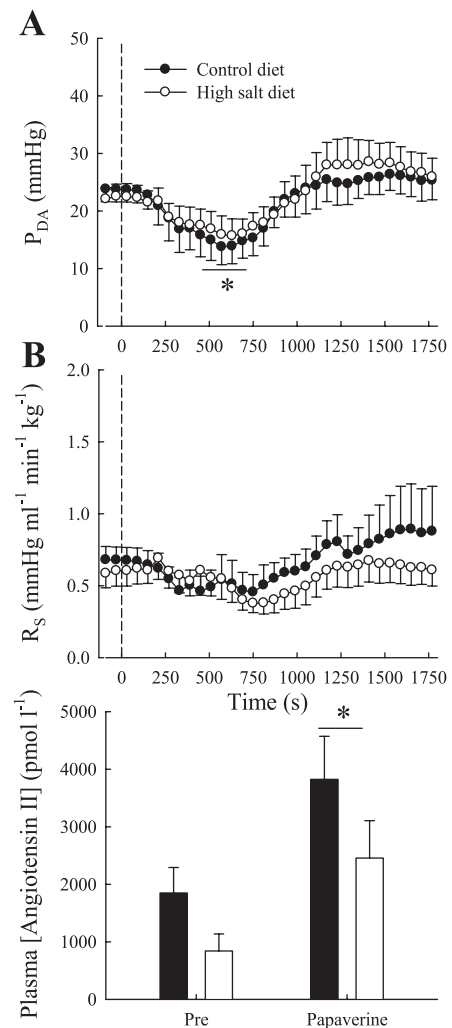 A
50
40
30
20
10
0
P_DA (mmHg)
Control diet
High salt diet
*
0 250 500 750 1000 1250 1500 1750
B
2.0
1.5
1.0
0.5
0.0
R_S (mmHg ml⁻¹ min⁻¹ kg⁻¹)
0 250 500 750 1000 1250 1500 1750
Time (s)
5000
4000
3000
2000
1000
0
Plasma [Angiotensin II] (pmol l⁻¹)
*
Pre Papaverine